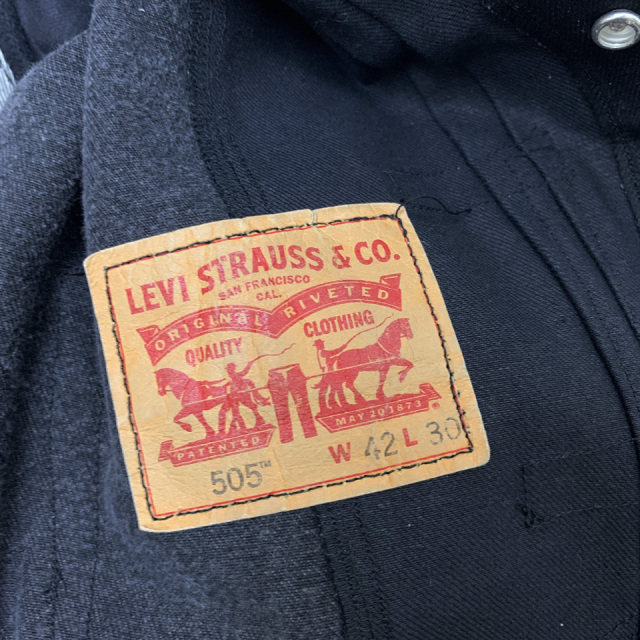 LEVI STRAUSS & CO.
SAN FRANCISCO
CAL.
ORIGINAL RIVETED
QUALITY CLOTHING
PATENTED MAY 20 1873 ®
505™ W 42 L 30